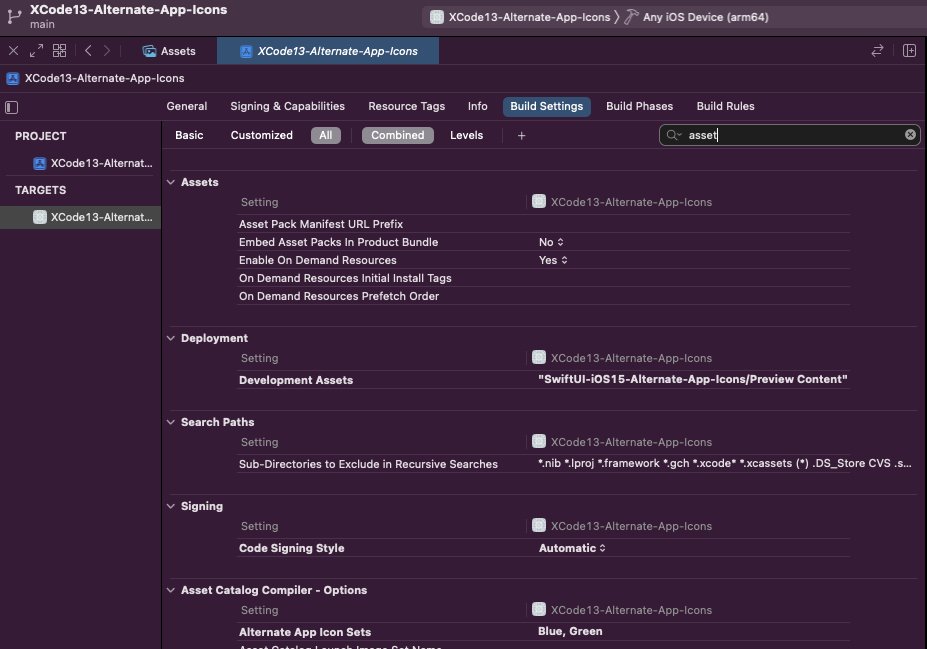 XCode13-Alternate-App-Icons
main
XCode13-Alternate-App-Icons 〉 Any iOS Device (arm64)
Assets
XCode13-Alternate-App-Icons
XCode13-Alternate-App-Icons
General Signing & Capabilities Resource Tags Info Build Settings Build Phases Build Rules
PROJECT
XCode13-Alternat...
TARGETS
XCode13-Alternat...
Basic Customized All Combined Levels + asset
Assets
Setting XCode13-Alternate-App-Icons
Asset Pack Manifest URL Prefix
Embed Asset Packs In Product Bundle No
Enable On Demand Resources Yes
On Demand Resources Initial Install Tags
On Demand Resources Prefetch Order
Deployment
Setting XCode13-Alternate-App-Icons
Development Assets "SwiftUI-iOS15-Alternate-App-Icons/Preview Content"
Search Paths
Setting XCode13-Alternate-App-Icons
Sub-Directories to Exclude in Recursive Searches *.nib *.lproj *.framework *.gch *.xcode* *.xcassets (*) .DS_Store CVS .s...
Signing
Setting XCode13-Alternate-App-Icons
Code Signing Style Automatic
Asset Catalog Compiler - Options
Setting XCode13-Alternate-App-Icons
Alternate App Icon Sets Blue, Green
Asset Catalog Launch Image Set Name